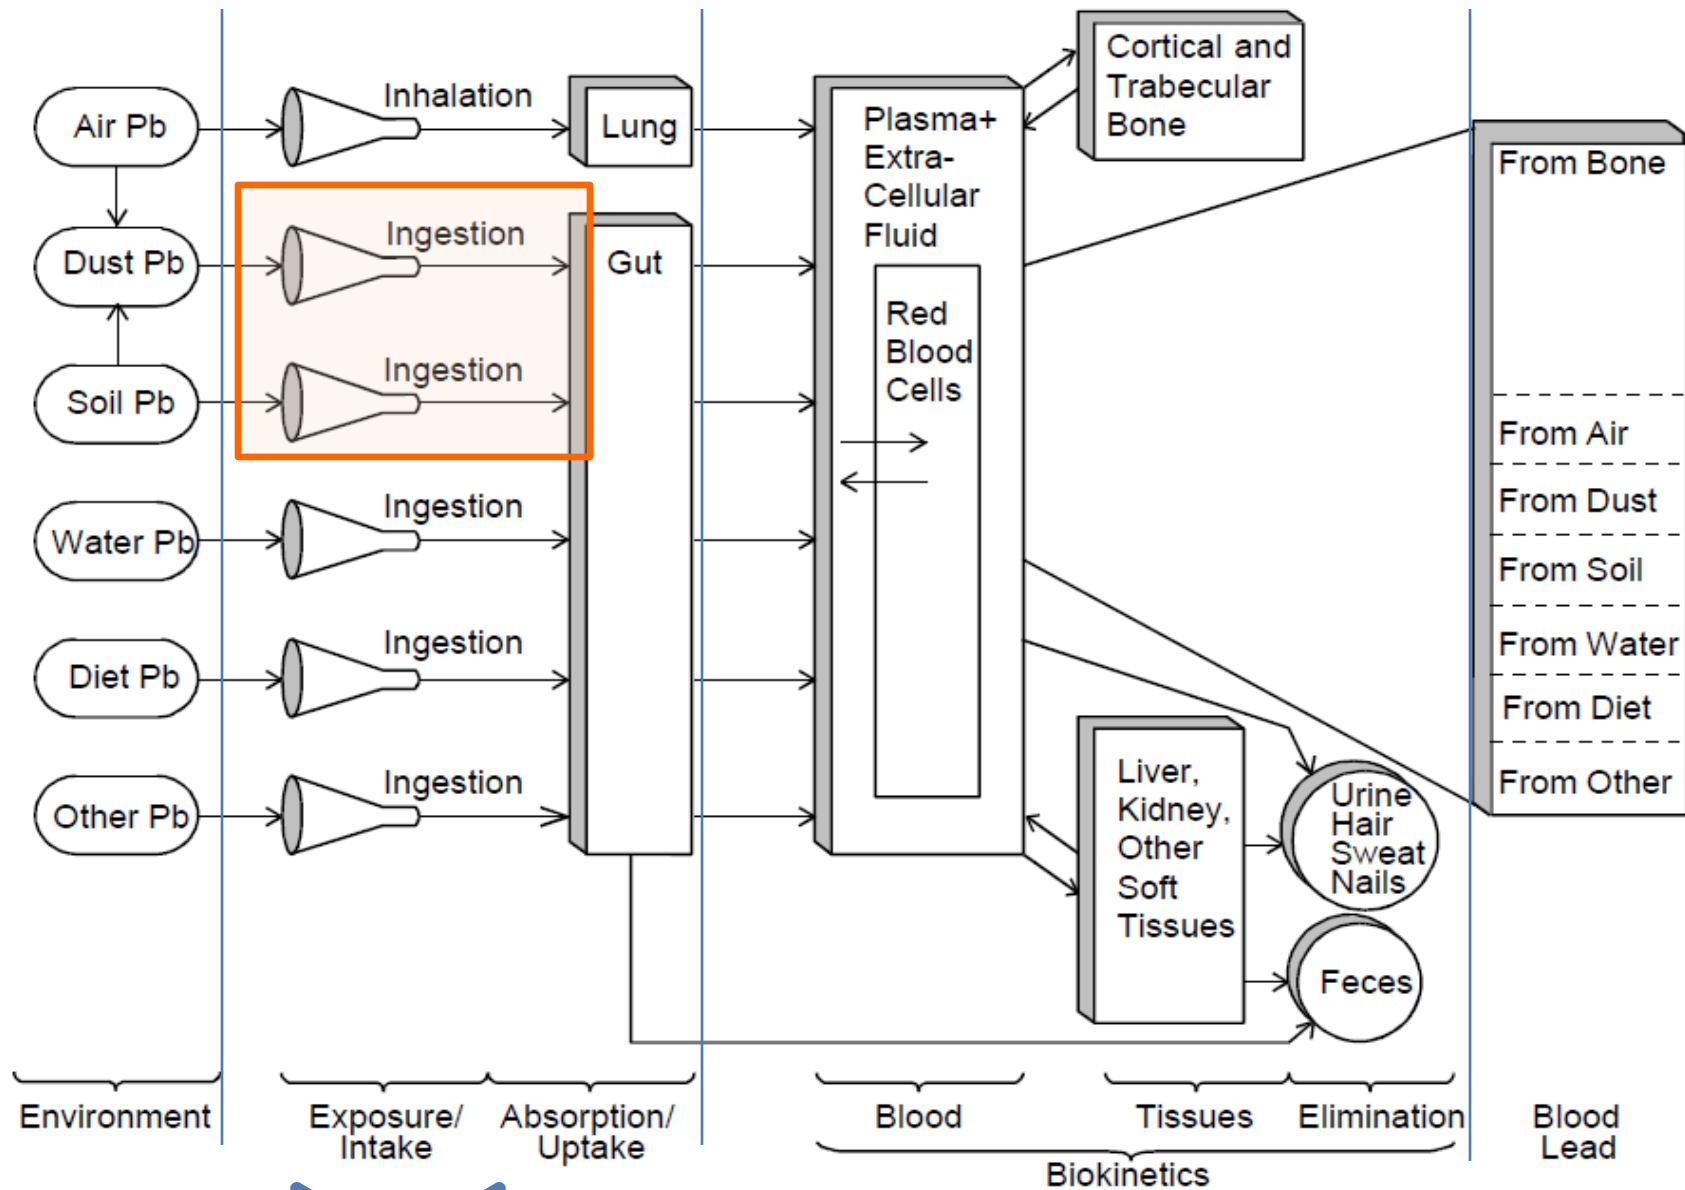 Air Pb
Dust Pb
Soil Pb
Water Pb
Diet Pb
Other Pb
Inhalation
Ingestion
Ingestion
Ingestion
Ingestion
Ingestion
Lung
Gut
Plasma+
Extra-
Cellular
Fluid
Red
Blood
Cells
Cortical and
Trabecular
Bone
Liver,
Kidney,
Other
Soft
Tissues
Urine
Hair
Sweat
Nails
Feces
From Bone
From Air
From Dust
From Soil
From Water
From Diet
From Other
Environment
Exposure/
Intake
Absorption/
Uptake
Blood
Tissues
Elimination
Biokinetics
Blood
Lead